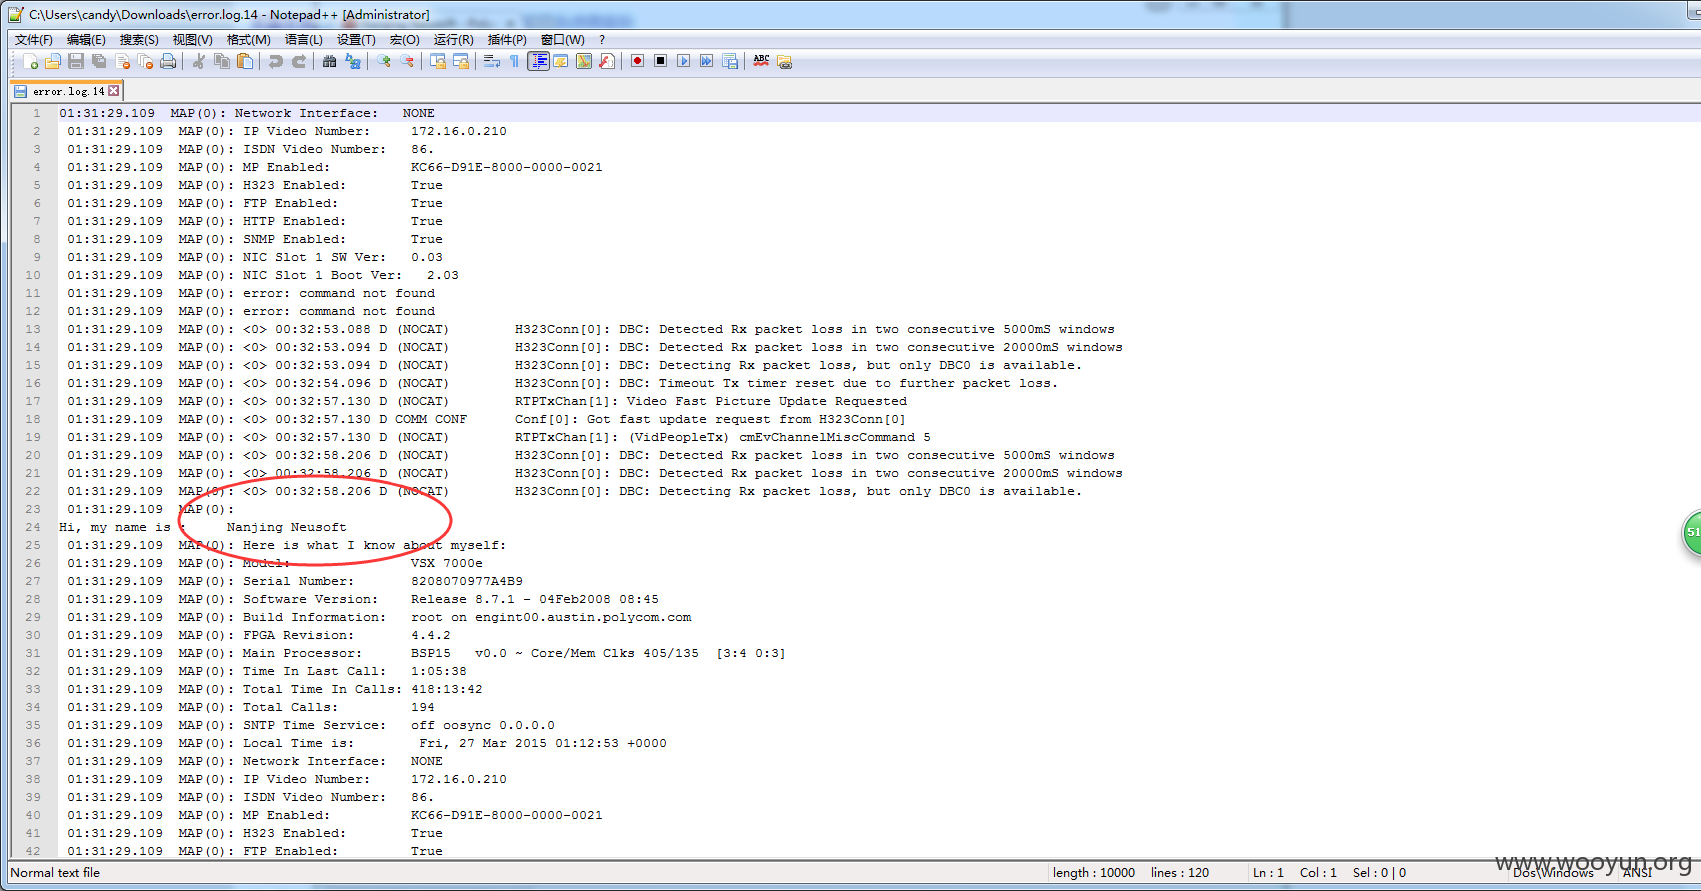 C:\Users\candy\Downloads\error.log.14 - Notepad++ [Administrator]
文件(F) 编辑(E) 搜索(S) 视图(V) 格式(M) 语言(L) 设置(T) 宏(O) 运行(R) 插件(P) 窗口(W) ?
error.log.14
1 01:31:29.109 MAP(0): Network Interface: NONE
2 01:31:29.109 MAP(0): IP Video Number: 172.16.0.210
3 01:31:29.109 MAP(0): ISDN Video Number: 86.
4 01:31:29.109 MAP(0): MP Enabled: KC66-D91E-8000-0000-0021
5 01:31:29.109 MAP(0): H323 Enabled: True
6 01:31:29.109 MAP(0): FTP Enabled: True
7 01:31:29.109 MAP(0): HTTP Enabled: True
8 01:31:29.109 MAP(0): SNMP Enabled: True
9 01:31:29.109 MAP(0): NIC Slot 1 SW Ver: 0.03
10 01:31:29.109 MAP(0): NIC Slot 1 Boot Ver: 2.03
11 01:31:29.109 MAP(0): error: command not found
12 01:31:29.109 MAP(0): error: command not found
13 01:31:29.109 MAP(0): <0> 00:32:53.088 D (NOCAT) H323Conn[0]: DBC: Detected Rx packet loss in two consecutive 5000mS windows
14 01:31:29.109 MAP(0): <0> 00:32:53.094 D (NOCAT) H323Conn[0]: DBC: Detected Rx packet loss in two consecutive 20000mS windows
15 01:31:29.109 MAP(0): <0> 00:32:53.094 D (NOCAT) H323Conn[0]: DBC: Detecting Rx packet loss, but only DBC0 is available.
16 01:31:29.109 MAP(0): <0> 00:32:54.096 D (NOCAT) H323Conn[0]: DBC: Timeout Tx timer reset due to further packet loss.
17 01:31:29.109 MAP(0): <0> 00:32:57.130 D (NOCAT) RTPTxChan[1]: Video Fast Picture Update Requested
18 01:31:29.109 MAP(0): <0> 00:32:57.130 D COMM CONF Conf[0]: Got fast update request from H323Conn[0]
19 01:31:29.109 MAP(0): <0> 00:32:57.130 D (NOCAT) RTPTxChan[1]: (VidPeopleTx) cmEvChannelMiscCommand 5
20 01:31:29.109 MAP(0): <0> 00:32:58.206 D (NOCAT) H323Conn[0]: DBC: Detected Rx packet loss in two consecutive 5000mS windows
21 01:31:29.109 MAP(0): <0> 00:32:58.206 D (NOCAT) H323Conn[0]: DBC: Detected Rx packet loss in two consecutive 20000mS windows
22 01:31:29.109 MAP(0): <0> 00:32:58.206 D (NOCAT) H323Conn[0]: DBC: Detecting Rx packet loss, but only DBC0 is available.
23 01:31:29.109 MAP(0):
24 Hi, my name is : Nanjing Neusoft
25 01:31:29.109 MAP(0): Here is what I know about myself:
26 01:31:29.109 MAP(0): Model: VSX 7000e
27 01:31:29.109 MAP(0): Serial Number: 8208070977A4B9
28 01:31:29.109 MAP(0): Software Version: Release 8.7.1 - 04Feb2008 08:45
29 01:31:29.109 MAP(0): Build Information: root on engint00.austin.polycom.com
30 01:31:29.109 MAP(0): FPGA Revision: 4.4.2
31 01:31:29.109 MAP(0): Main Processor: BSP15 v0.0 ~ Core/Mem Clks 405/135 [3:4 0:3]
32 01:31:29.109 MAP(0): Time In Last Call: 1:05:38
33 01:31:29.109 MAP(0): Total Time In Calls: 418:13:42
34 01:31:29.109 MAP(0): Total Calls: 194
35 01:31:29.109 MAP(0): SNTP Time Service: off oosync 0.0.0.0
36 01:31:29.109 MAP(0): Local Time is: Fri, 27 Mar 2015 01:12:53 +0000
37 01:31:29.109 MAP(0): Network Interface: NONE
38 01:31:29.109 MAP(0): IP Video Number: 172.16.0.210
39 01:31:29.109 MAP(0): ISDN Video Number: 86.
40 01:31:29.109 MAP(0): MP Enabled: KC66-D91E-8000-0000-0021
41 01:31:29.109 MAP(0): H323 Enabled: True
42 01:31:29.109 MAP(0): FTP Enabled: True
51
www.wooyun.org
Normal text file length : 10000 lines : 120 Ln : 1 Col : 1 Sel : 0 | 0 Dos\Windows ANSI